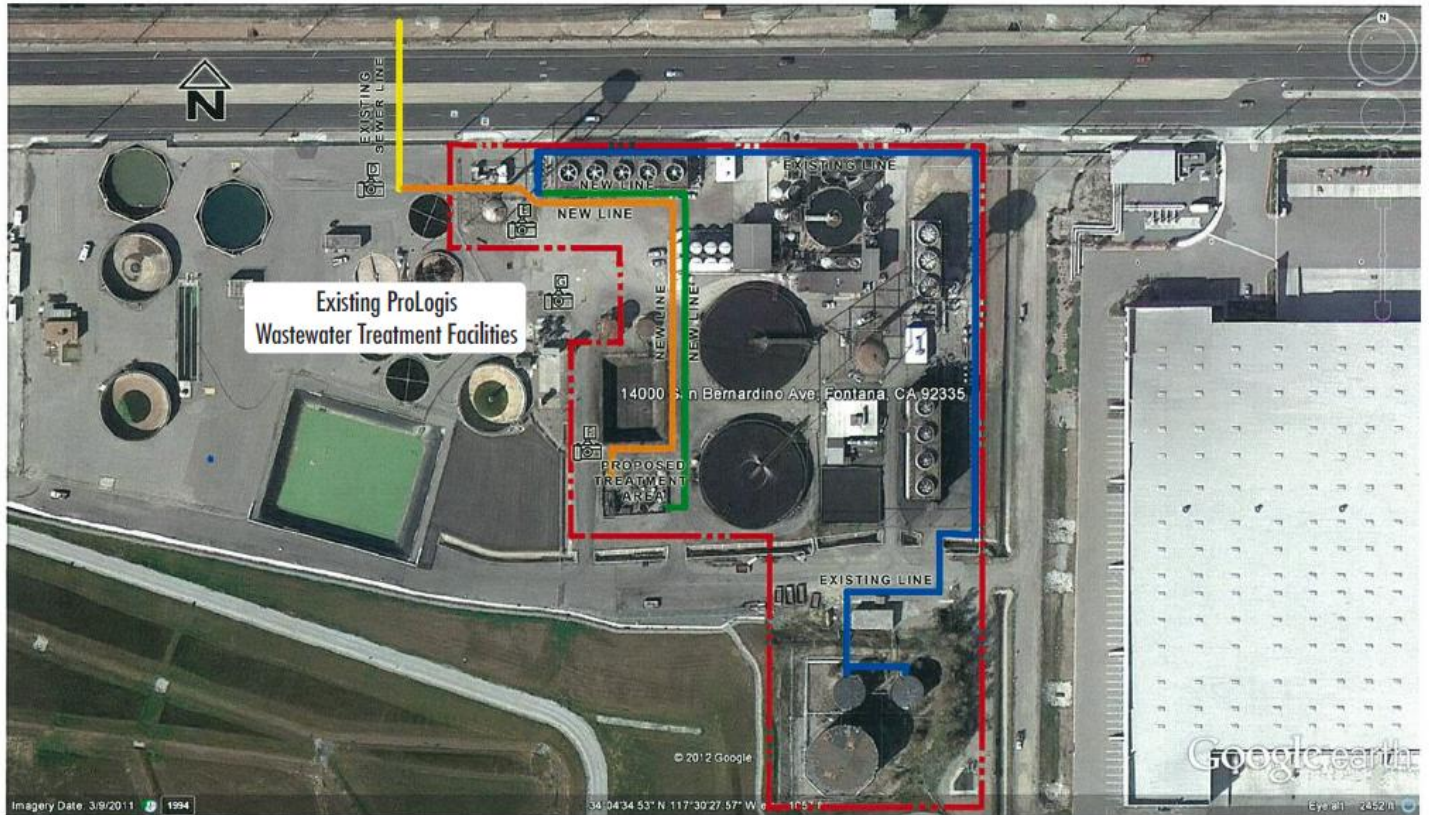 N
N
EXISTING
SEWER LINE
D
EXISTING LINE
NEW LINE
NEW LINE
E
G
Existing ProLogis
Wastewater Treatment Facilities
NEW LINE
NEW LINE
14000 San Bernardino Ave, Fontana, CA 92335
PROPOSED
TREATMENT
AREA
EXISTING LINE
© 2012 Google
Google earth
Imagery Date: 3/9/2011
1994
34°04'34.53" N 117°30'27.57" W
Eye alt 2452 ft